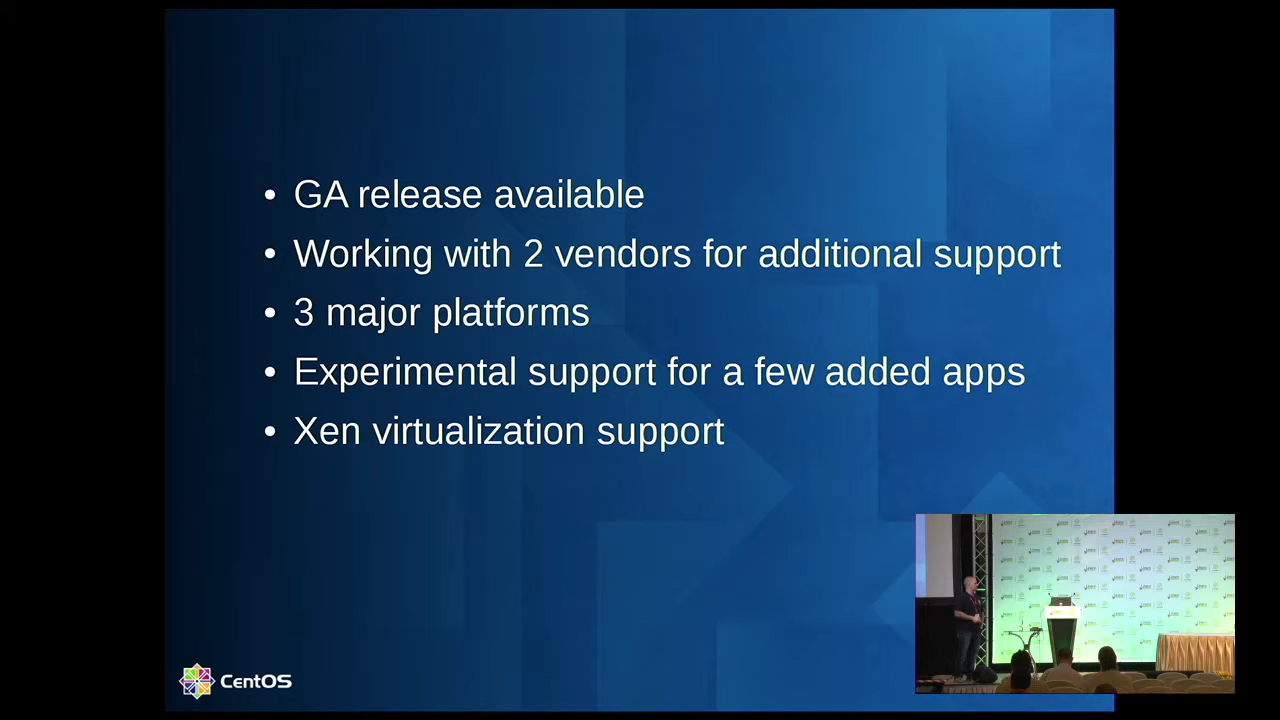 • GA release available
• Working with 2 vendors for additional support
• 3 major platforms
• Experimental support for a few added apps
• Xen virtualization support
CentOS